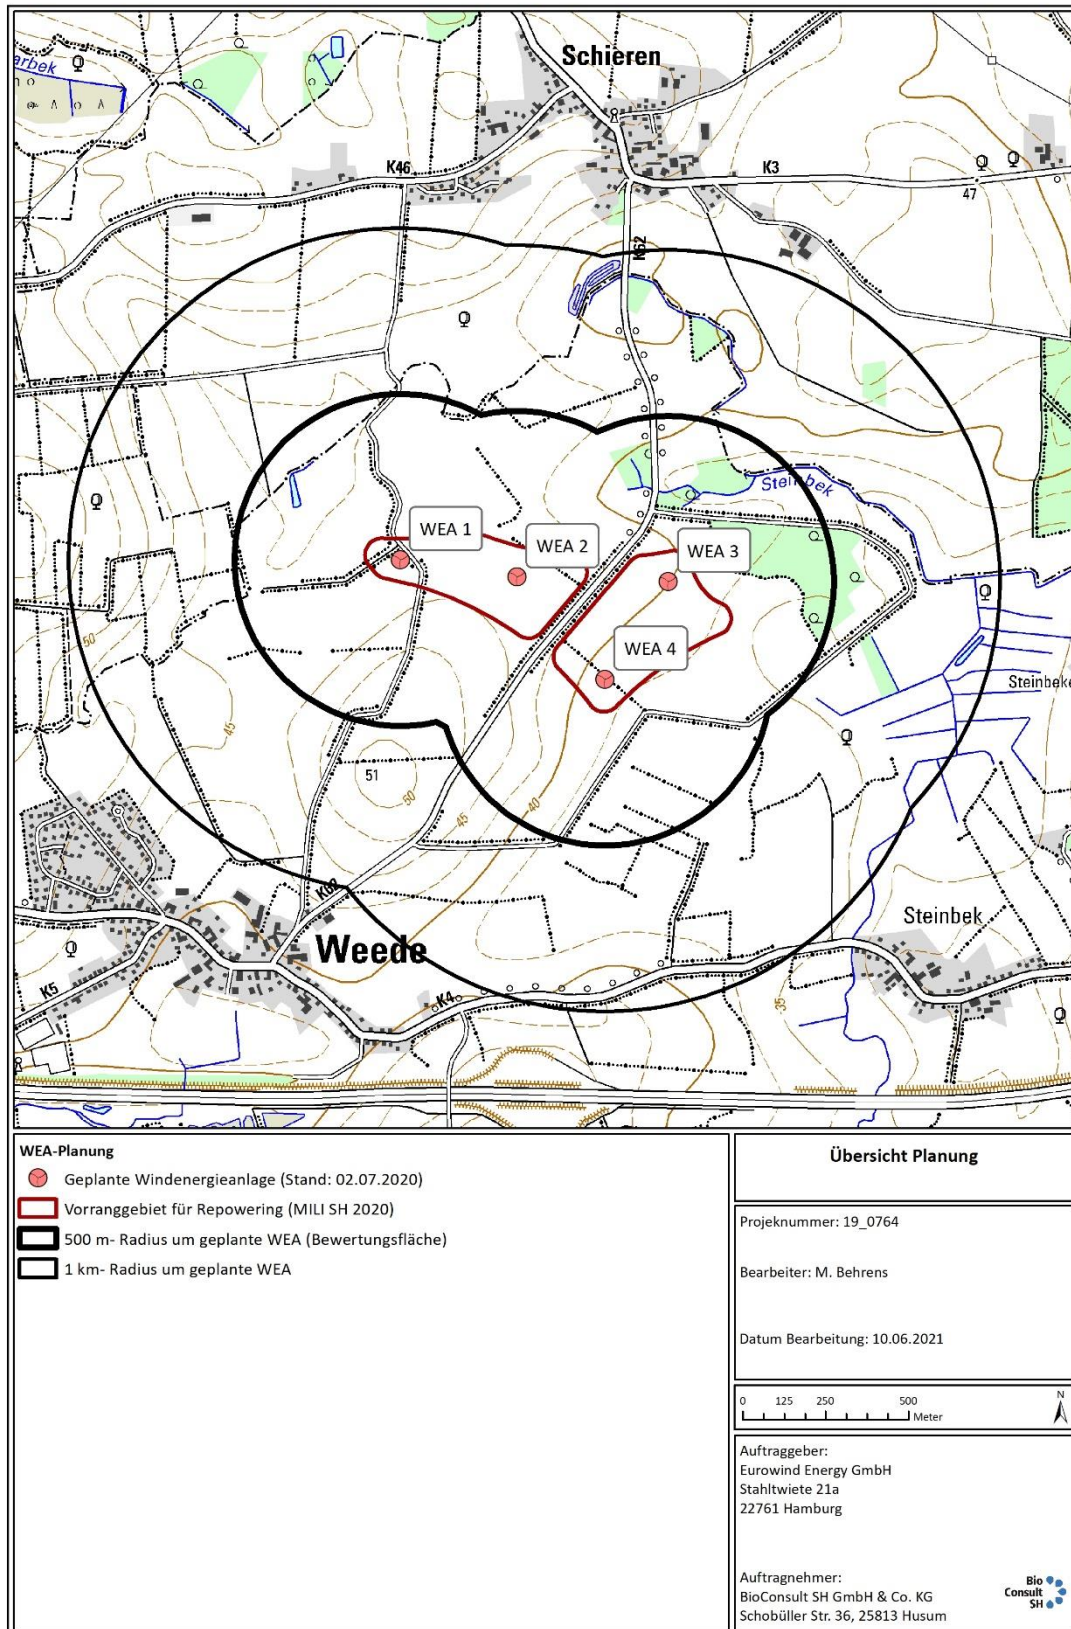 Schieren
arbek
K46
K3
47
K62
Steinbek
WEA 1
WEA 2
WEA 3
WEA 4
50
45
Steinbeke
51
50
45
40
K62
Weede
Steinbek
K5
K4
35
WEA-Planung
Geplante Windenergieanlage (Stand: 02.07.2020)
Vorranggebiet für Repowering (MILI SH 2020)
500 m- Radius um geplante WEA (Bewertungsfläche)
1 km- Radius um geplante WEA
Übersicht Planung
Projeknummer: 19_0764
Bearbeiter: M. Behrens
Datum Bearbeitung: 10.06.2021
0 125 250 500
Meter
N
Auftraggeber:
Eurowind Energy GmbH
Stahltwiete 21a
22761 Hamburg
Auftragnehmer:
BioConsult SH GmbH & Co. KG
Schobüller Str. 36, 25813 Husum
Bio
Consult
SH